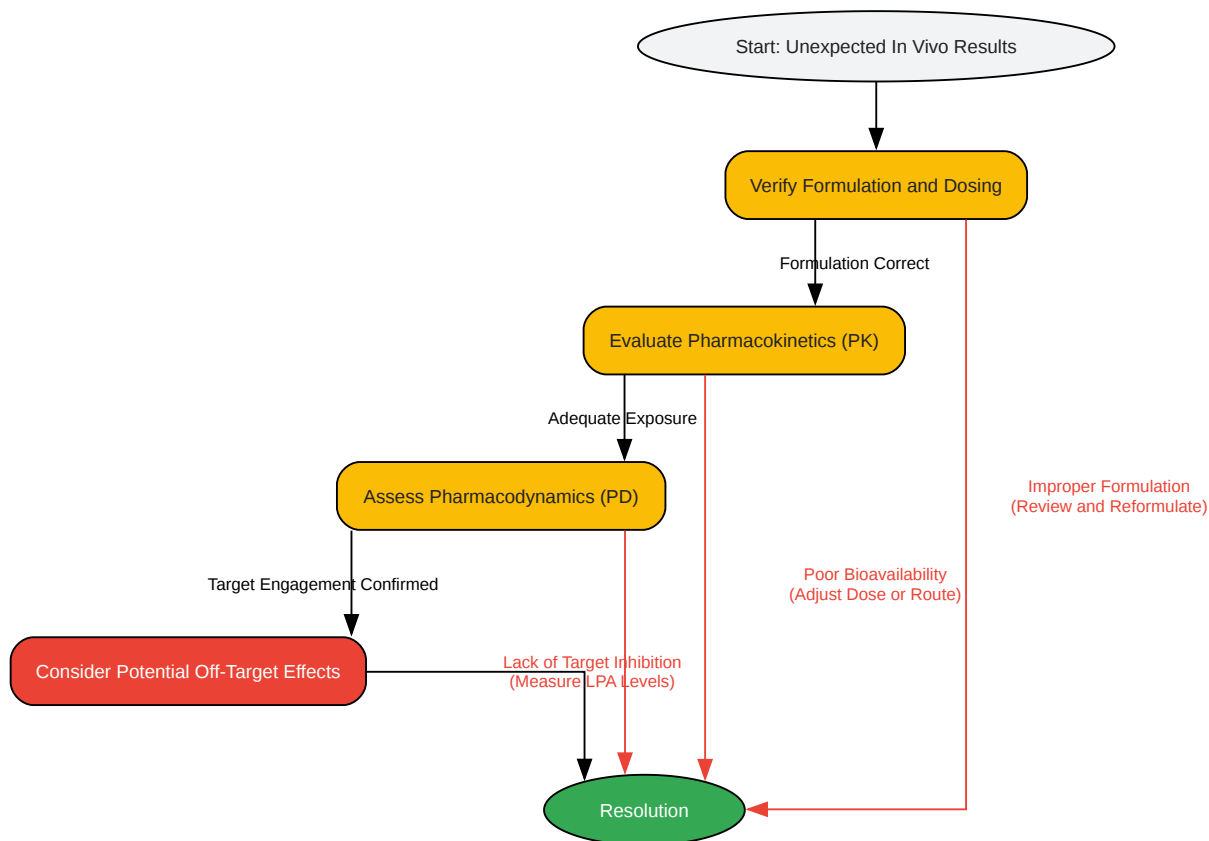 Start: Unexpected In Vivo Results
Verify Formulation and Dosing
Formulation Correct
Evaluate Pharmacokinetics (PK)
Adequate Exposure
Assess Pharmacodynamics (PD)
Improper Formulation
(Review and Reformulate)
Poor Bioavailability
(Adjust Dose or Route)
Target Engagement Confirmed
Consider Potential Off-Target Effects
Lack of Target Inhibition
(Measure LPA Levels)
Resolution